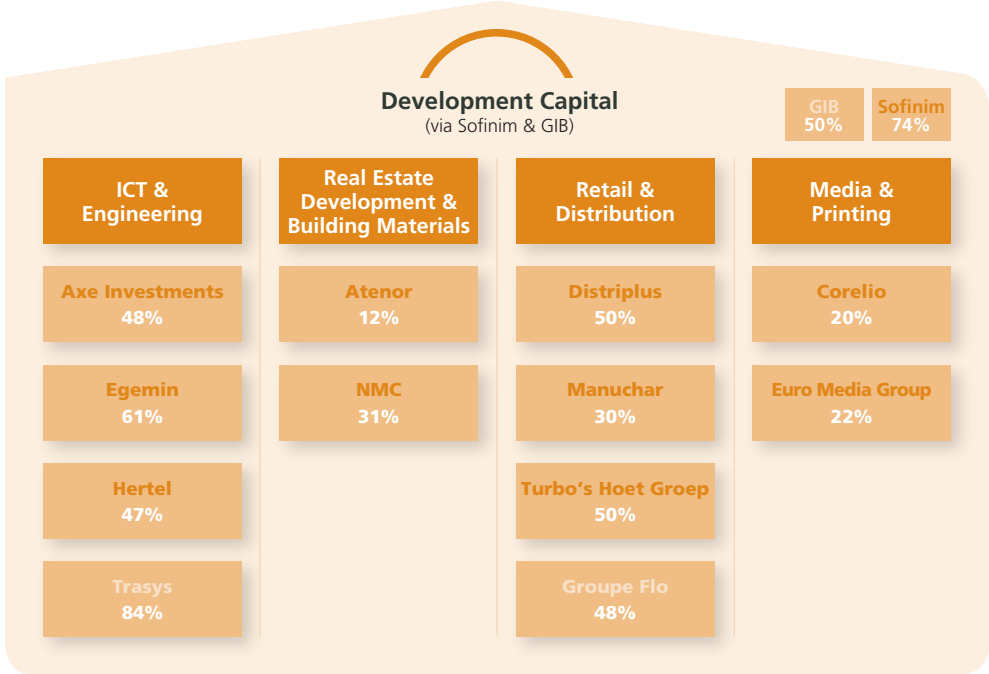 Development Capital
(via Sofinim & GIB)
GIB
50%
Sofinim
74%
ICT &
Engineering
Axe Investments
48%
Egemin
61%
Hertel
47%
Trasys
84%
Real Estate
Development &
Building Materials
Atenor
12%
NMC
31%
Retail &
Distribution
Distriplus
50%
Manuchar
30%
Turbo’s Hoet Groep
50%
Groupe Flo
48%
Media &
Printing
Corelio
20%
Euro Media Group
22%